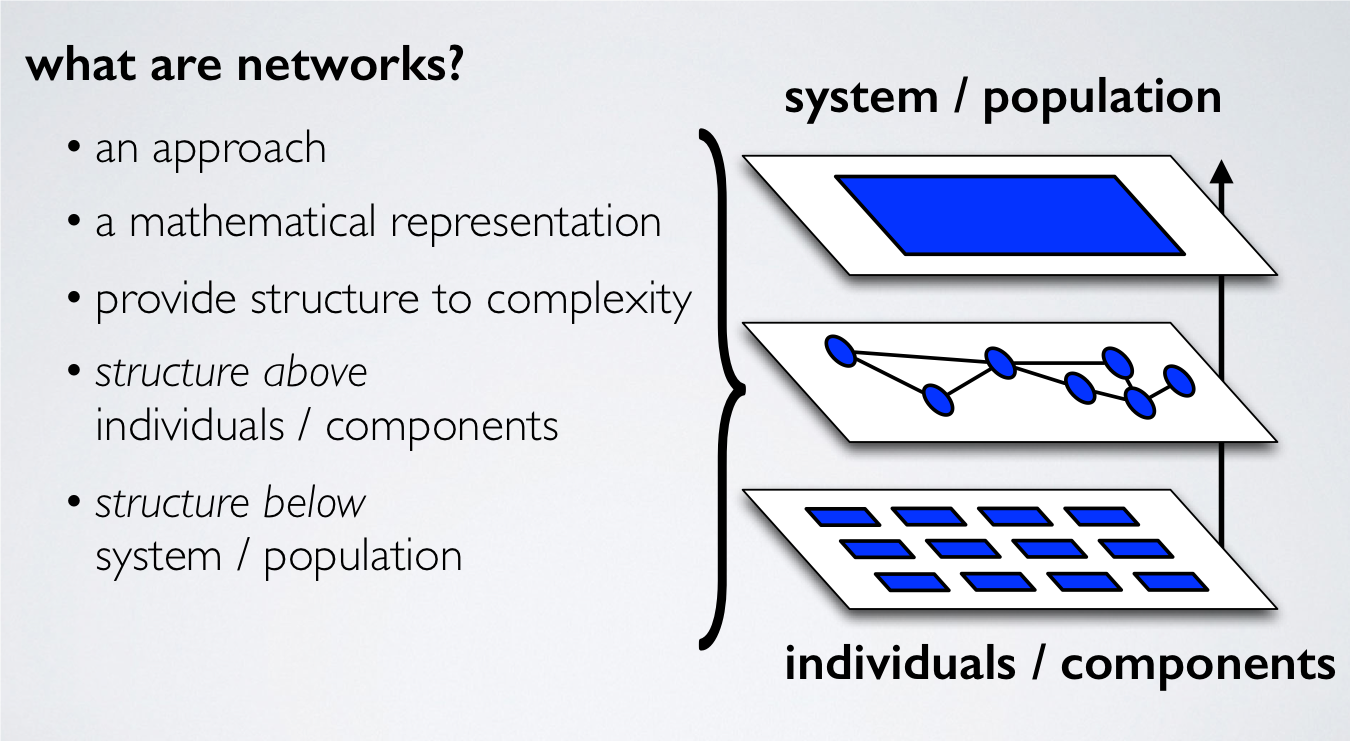 what are networks?
• an approach
• a mathematical representation
• provide structure to complexity
• structure above
individuals / components
• structure below
system / population
system / population
individuals / components